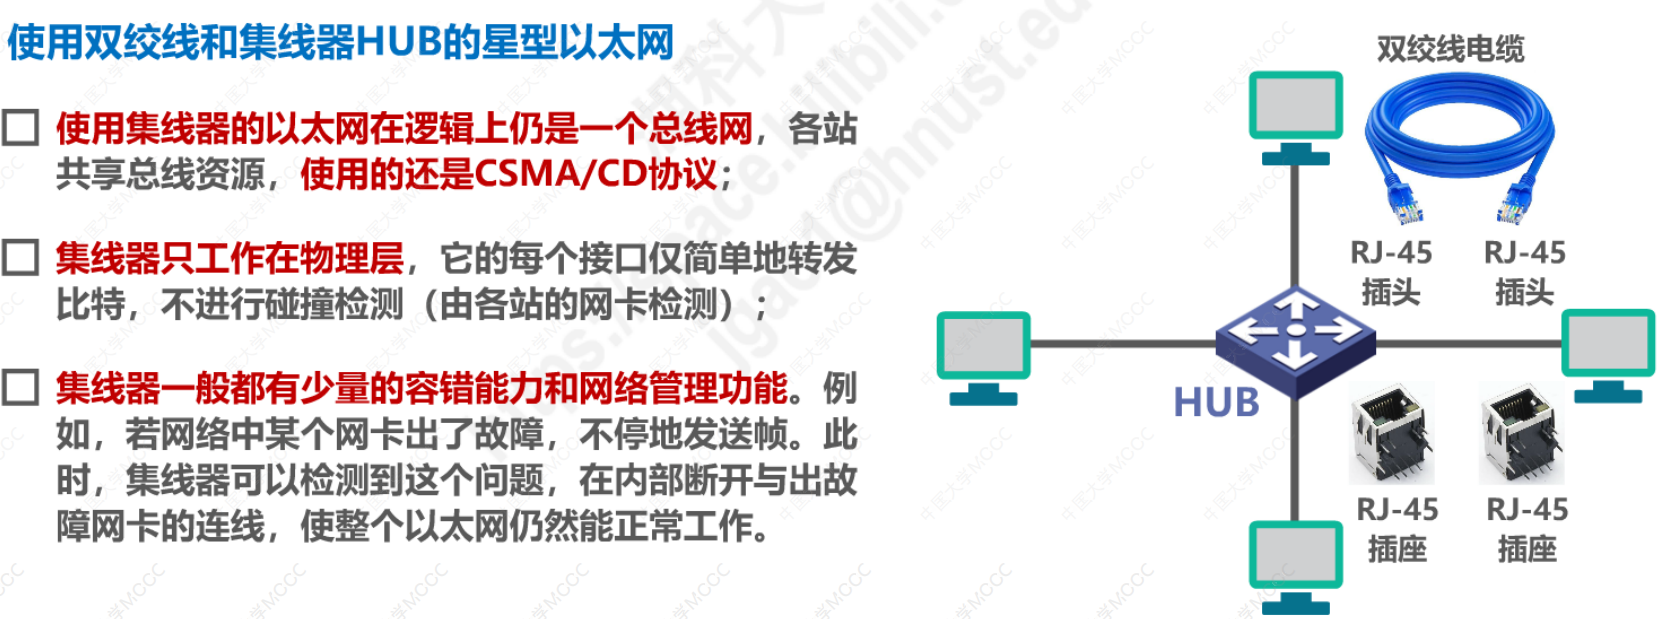 使用双绞线和集线器HUB的星型以太网
使用集线器的以太网在逻辑上仍是一个总线网，各站
共享总线资源，使用的还是CSMA/CD协议；
集线器只工作在物理层，它的每个接口仅简单地转发
比特，不进行碰撞检测（由各站的网卡检测）；
集线器一般都有少量的容错能力和网络管理功能。例
如，若网络中某个网卡出了故障，不停地发送帧。此
时，集线器可以检测到这个问题，在内部断开与出故
障网卡的连线，使整个以太网仍然能正常工作。
双绞线电缆
RJ-45
插头
RJ-45
插头
HUB
RJ-45
插座
RJ-45
插座